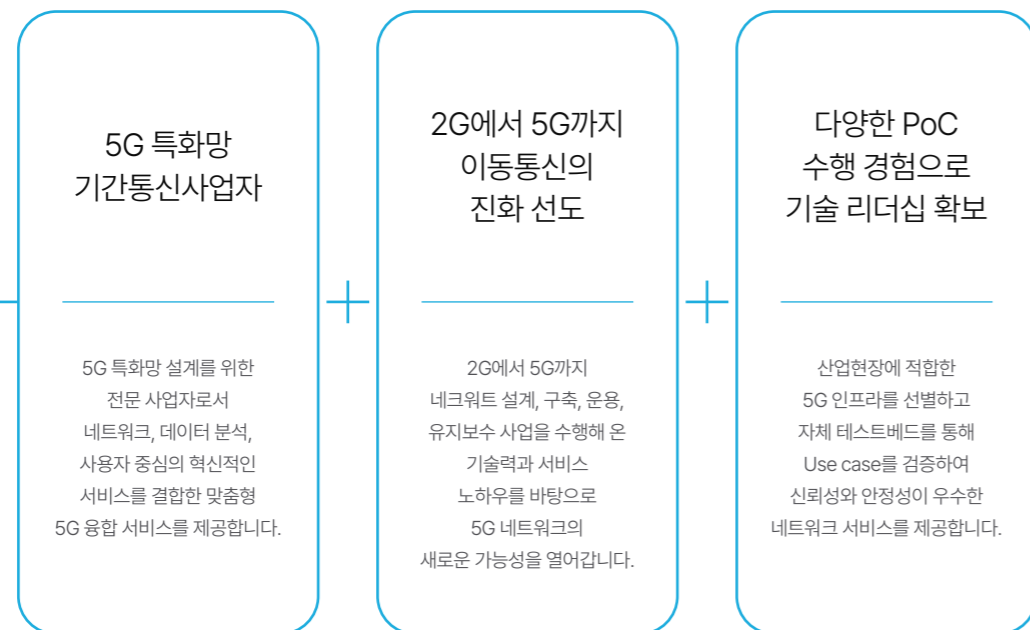 5G 특화망
기간통신사업자
5G 특화망 설계를 위한
전문 사업자로서
네트워크, 데이터 분석,
사용자 중심의 혁신적인
서비스를 결합한 맞춤형
5G 융합 서비스를 제공합니다.
2G에서 5G까지
이동통신의
진화 선도
2G에서 5G까지
네크워트 설계, 구축, 운용,
유지보수 사업을 수행해 온
기술력과 서비스
노하우를 바탕으로
5G 네트워크의
새로운 가능성을 열어갑니다.
다양한 PoC
수행 경험으로
기술 리더십 확보
산업현장에 적합한
5G 인프라를 선별하고
자체 테스트베드를 통해
Use case를 검증하여
신뢰성와 안정성이 우수한
네트워크 서비스를 제공합니다.